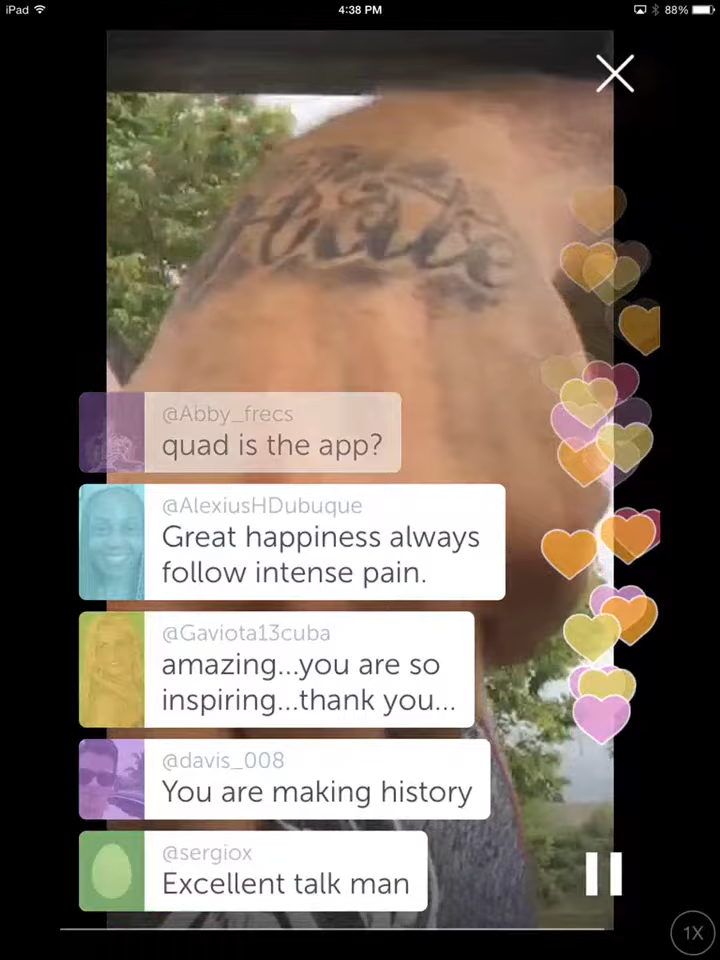 iPad 4:38 PM 88%
@Abby_frecs
quad is the app?
@AlexiusHDubuque
Great happiness always
follow intense pain.
@Gaviota13cuba
amazing...you are so
inspiring...thank you...
@davis_008
You are making history
@sergiox
Excellent talk man
1X